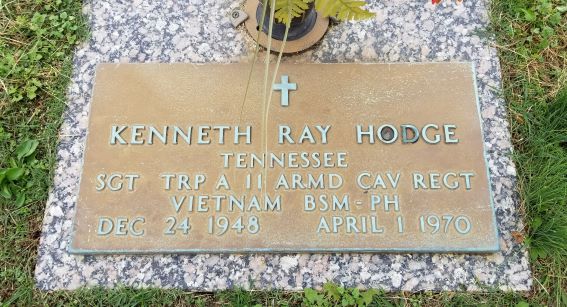 KENNETH RAY HODGE
TENNESSEE
SGT TRP A 11 ARMD CAV REGT
VIETNAM BSM-PH
DEC 24 1948 APRIL 1 1970